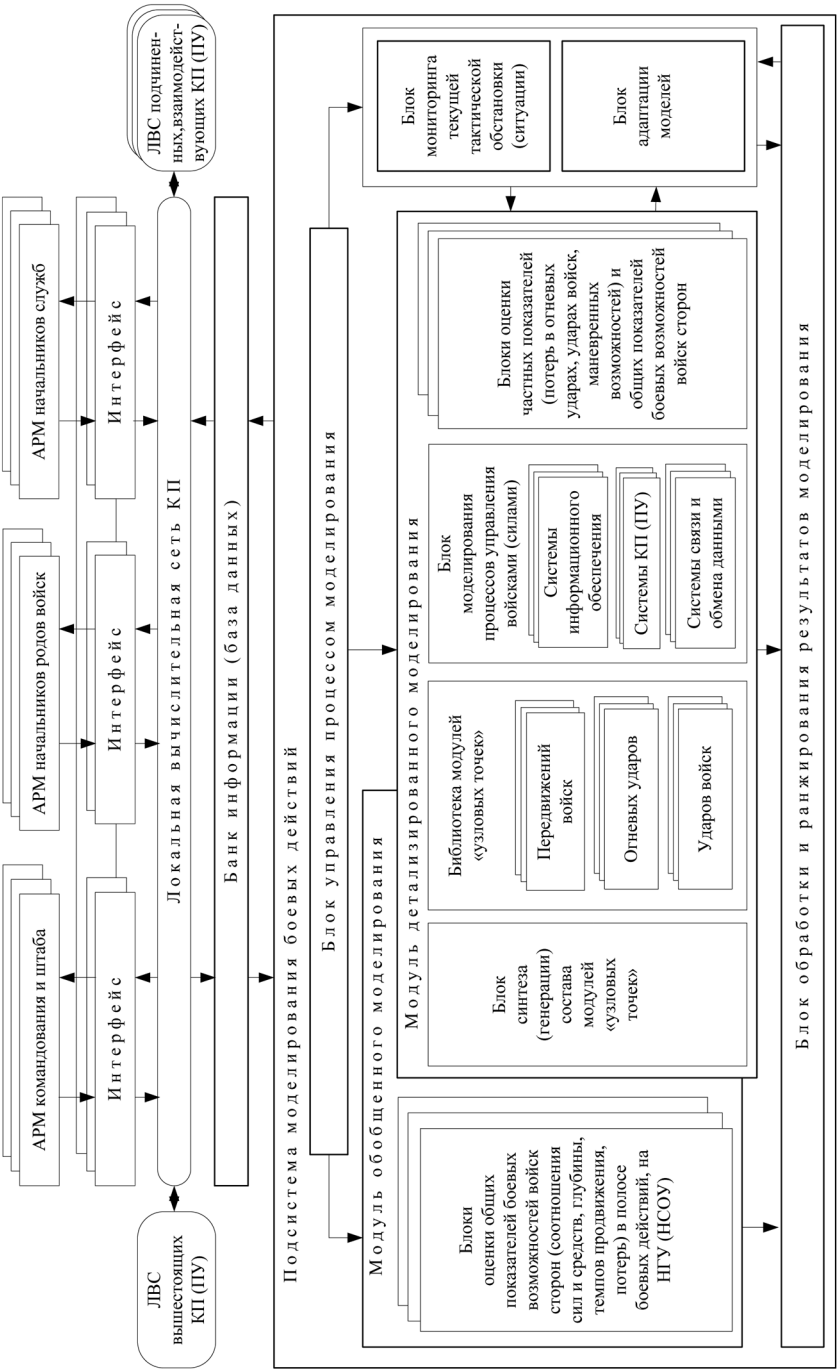 АРМ командования и штаба
АРМ начальников родов войск
АРМ начальников служб
Интерфейс
Интерфейс
Интерфейс
ЛВС
вышестоящих
КП (ПУ)
Локальная вычислительная сеть КП
ЛВС подчинен-
ных,взаимодейст-
вующих КП (ПУ)
Банк информации (база данных)
Подсистема моделирования боевых действий
Блок управления процессом моделирования
Модуль обобщенного моделирования
Блоки
оценки общих
показателей боевых
возможностей войск
сторон (соотношения
сил и средств, глубины,
темпов продвижения,
потерь) в полосе
боевых действий, на
НГУ (НСОУ)
Модуль детализированного моделирования
Блок
синтеза
(генерации)
состава
модулей
«узловых
точек»
Библиотека модулей
«узловых точек»
Передвижений
войск
Огневых ударов
Ударов войск
Блок
моделирования
процессов управления
войсками (силами)
Системы
информационного
обеспечения
Системы КП (ПУ)
Системы связи и
обмена данными
Блоки оценки
частных показателей
(потерь в огневых
ударах, ударах войск,
маневренных
возможностей) и
общих показателей
боевых возможностей
войск сторон
Блок
мониторинга
текущей
тактической
обстановки
(ситуации)
Блок
адаптации
моделей
Блок обработки и ранжирования результатов моделирования